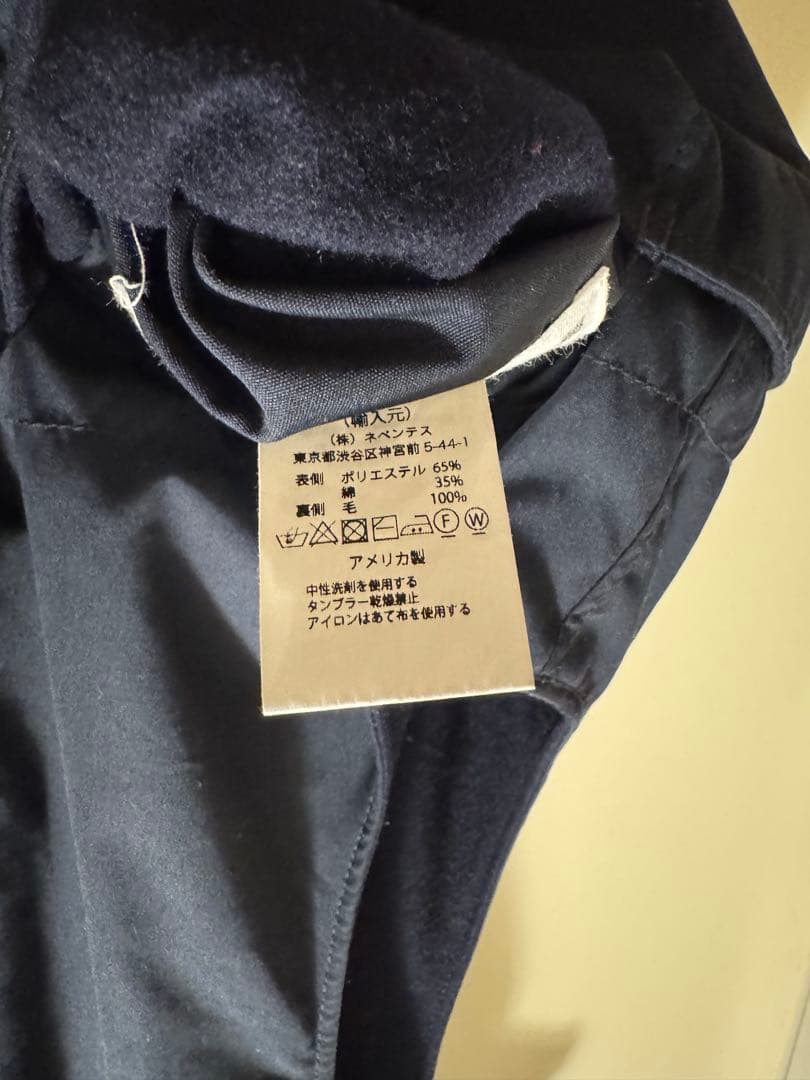 (輸入元)
(株) ネペンテス
東京都渋谷区神宮前 5-44-1
表側 ポリエステル 65%
綿 35%
裏側 毛 100%
F W
アメリカ製
中性洗剤を使用する
タンブラー乾燥禁止
アイロンはあて布を使用する